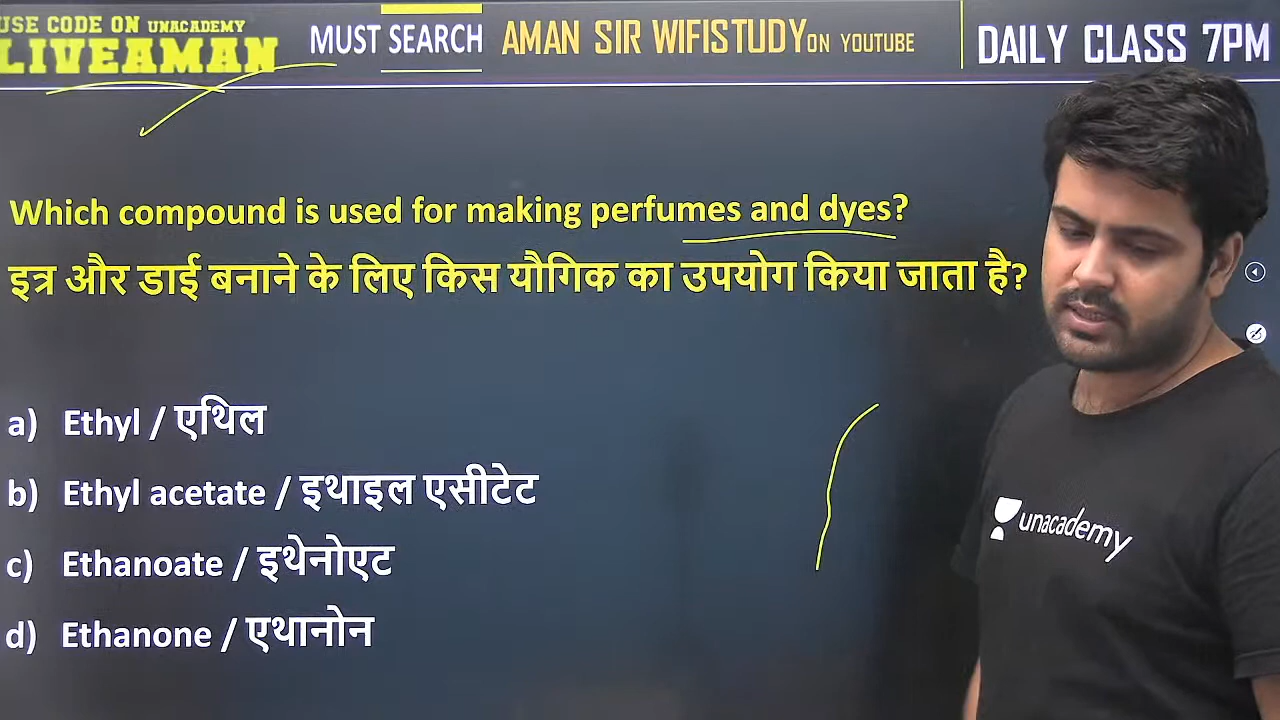 USE CODE ON UNACADEMY
LIVEAMAN
MUST SEARCH AMAN SIR WIFISTUDY ON YOUTUBE
DAILY CLASS 7PM
Which compound is used for making perfumes and dyes?
इत्र और डाई बनाने के लिए किस यौगिक का उपयोग किया जाता है?
a) Ethyl / एथिल
b) Ethyl acetate / इथाइल एसीटेट
c) Ethanoate / इथेनोएट
d) Ethanone / एथानोन
unacademy